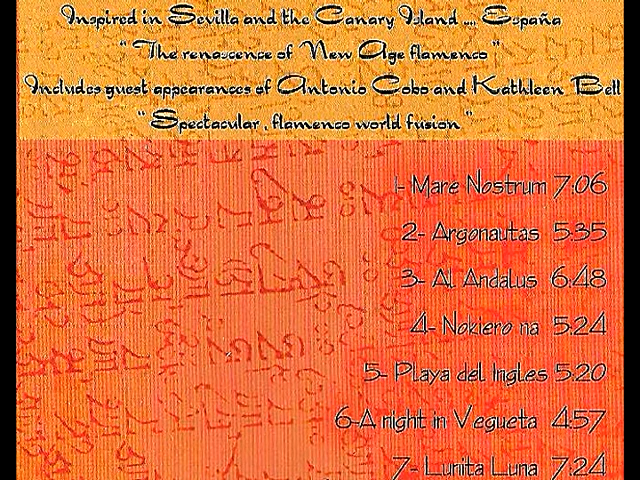 Inspired in Sevilla and the Canary Island .... España
" The renascence of New Age flamenco "
Includes guest appearances of Antonio Cobo and Kathleen Bell
" Spectacular , flamenco world fusion "
1- Mare Nostrum 7:06
2- Argonautas 5:35
3- Al Andalus 6:48
4- Nokiero na 5:24
5- Playa del Ingles 5:20
6-A night in Vegueta 4:57
7- Lunita Luna 7:24